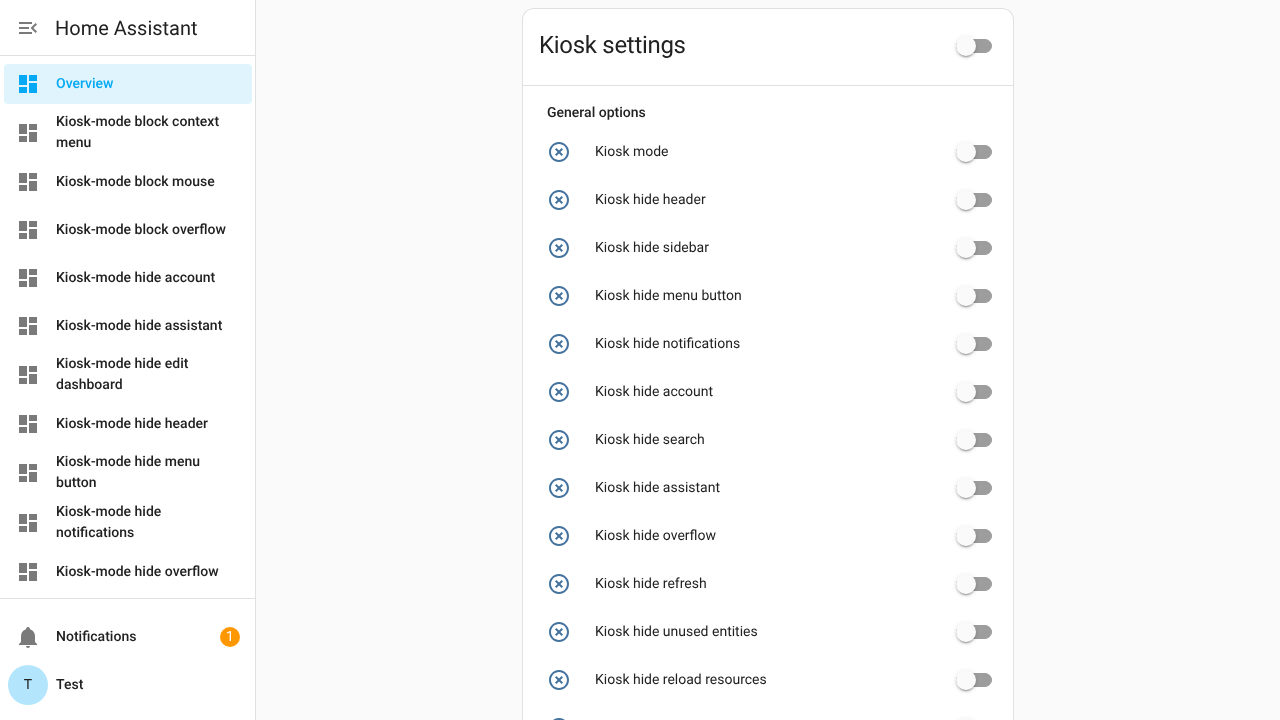 Home Assistant
Overview
Kiosk-mode block context
menu
Kiosk-mode block mouse
Kiosk-mode block overflow
Kiosk-mode hide account
Kiosk-mode hide assistant
Kiosk-mode hide edit
dashboard
Kiosk-mode hide header
Kiosk-mode hide menu
button
Kiosk-mode hide
notifications
Kiosk-mode hide overflow
Notifications
1
T
Test
Kiosk settings
General options
Kiosk mode
Kiosk hide header
Kiosk hide sidebar
Kiosk hide menu button
Kiosk hide notifications
Kiosk hide account
Kiosk hide search
Kiosk hide assistant
Kiosk hide overflow
Kiosk hide refresh
Kiosk hide unused entities
Kiosk hide reload resources